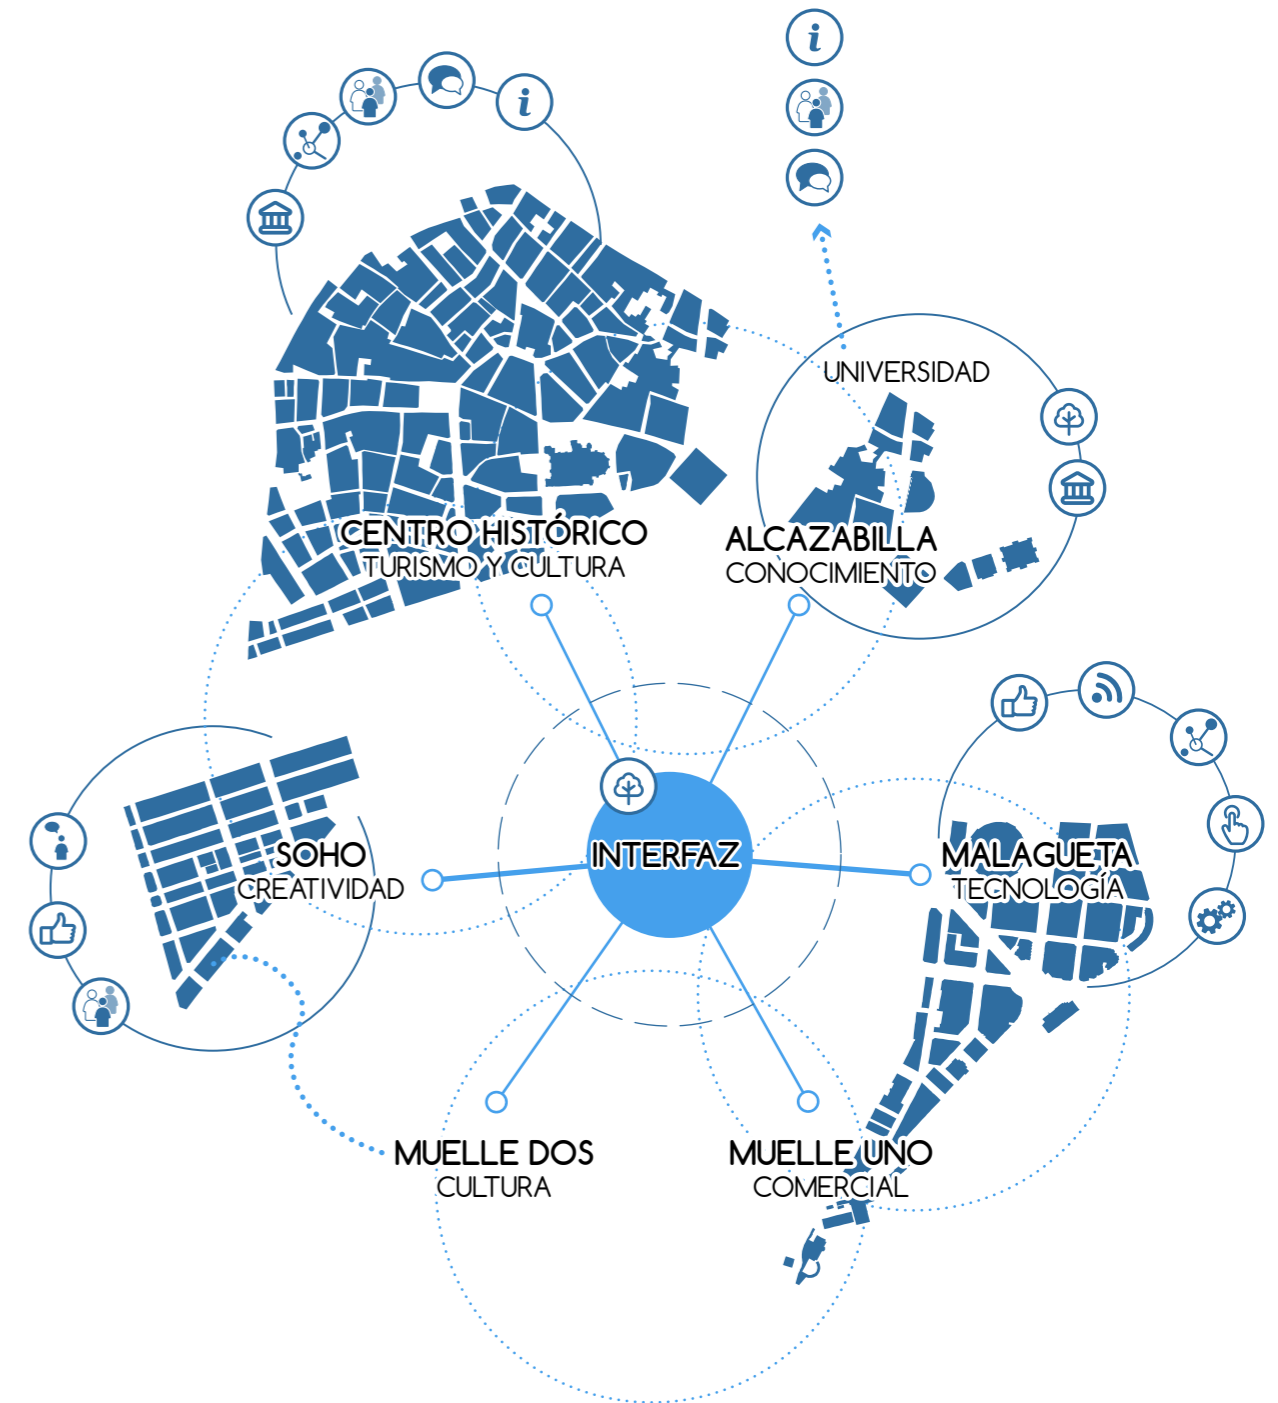 i
i
UNIVERSIDAD
CENTRO HISTÓRICO
TURISMO Y CULTURA
ALCAZABILLA
CONOCIMIENTO
INTERFAZ
SOHO
CREATIVIDAD
MALAGUETA
TECNOLOGÍA
MUELLE DOS
CULTURA
MUELLE UNO
COMERCIAL